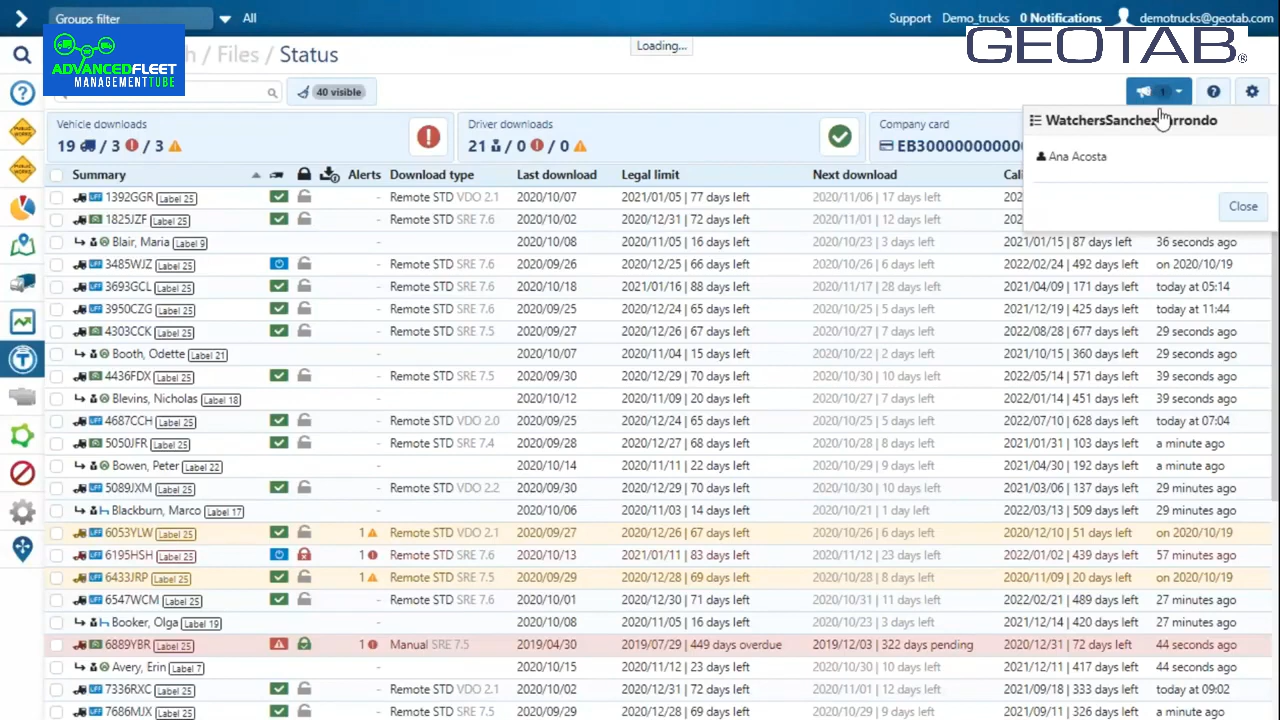 Groups filter All Support Demo_trucks 0 Notifications demotrucks@geotab.com
ADVANCEDFLEET
MANAGEMENTTUBE
/ Files / Status
Loading...
GEOTAB®
40 visible
1
Vehicle downloads
19 / 3 / 3
Driver downloads
21 / 0 / 0
Company card
EB30000000000
Ana Acosta
Close
Summary Alerts Download type Last download Legal limit Next download
1392GGR Label 25 - Remote STD VDO 2.1 2020/10/07 2021/01/05 | 77 days left 2020/11/06 | 17 days left
1825JZF Label 25 - Remote STD SRE 7.6 2020/10/02 2020/12/31 | 72 days left 2020/11/01 | 12 days left
Blair, Maria Label 9 - 2020/10/08 2020/11/05 | 16 days left 2020/10/23 | 3 days left 2021/01/15 | 87 days left 36 seconds ago
3485WJZ Label 25 - Remote STD SRE 7.6 2020/09/26 2020/12/25 | 66 days left 2020/10/26 | 6 days left 2022/02/24 | 492 days left on 2020/10/19
3693GCL Label 25 - Remote STD SRE 7.6 2020/10/18 2021/01/16 | 88 days left 2020/11/17 | 28 days left 2021/04/09 | 171 days left today at 05:14
3950CZG Label 25 - Remote STD SRE 7.6 2020/09/26 2020/12/24 | 65 days left 2020/10/25 | 5 days left 2021/12/19 | 425 days left today at 11:44
4303CCK Label 25 - Remote STD SRE 7.5 2020/09/27 2020/12/26 | 67 days left 2020/10/27 | 7 days left 2022/08/28 | 677 days left 29 seconds ago
Booth, Odette Label 21 - 2020/10/07 2020/11/04 | 15 days left 2020/10/22 | 2 days left 2021/10/15 | 360 days left 29 seconds ago
4436FDX Label 25 - Remote STD SRE 7.5 2020/09/30 2020/12/29 | 70 days left 2020/10/30 | 10 days left 2022/05/14 | 571 days left 39 seconds ago
Blevins, Nicholas Label 18 - 2020/10/12 2020/11/09 | 20 days left 2020/10/27 | 7 days left 2022/01/14 | 451 days left 39 seconds ago
4687CCH Label 25 - Remote STD VDO 2.0 2020/09/25 2020/12/24 | 65 days left 2020/10/25 | 5 days left 2022/07/10 | 628 days left today at 07:04
5050JFR Label 25 - Remote STD SRE 7.4 2020/09/28 2020/12/27 | 68 days left 2020/10/28 | 8 days left 2021/01/31 | 103 days left a minute ago
Bowen, Peter Label 22 - 2020/10/14 2020/11/11 | 22 days left 2020/10/29 | 9 days left 2021/04/30 | 192 days left a minute ago
5089JXM Label 25 - Remote STD VDO 2.2 2020/09/30 2020/12/29 | 70 days left 2020/10/30 | 10 days left 2021/03/06 | 137 days left 29 minutes ago
Blackburn, Marco Label 17 - 2020/10/06 2020/11/03 | 14 days left 2020/10/21 | 1 day left 2022/03/13 | 509 days left 29 minutes ago
6053YLW Label 25 1 Remote STD VDO 2.1 2020/09/27 2020/12/26 | 67 days left 2020/10/26 | 6 days left 2020/12/10 | 51 days left on 2020/10/19
6195HSH Label 25 1 Remote STD SRE 7.6 2020/10/13 2021/01/11 | 83 days left 2020/11/12 | 23 days left 2022/01/02 | 439 days left 57 minutes ago
6433JRP Label 25 1 Remote STD SRE 7.5 2020/09/29 2020/12/28 | 69 days left 2020/10/28 | 8 days left 2020/11/09 | 20 days left on 2020/10/19
6547WCM Label 25 - Remote STD SRE 7.6 2020/10/01 2020/12/30 | 71 days left 2020/10/31 | 11 days left 2022/02/21 | 489 days left 27 minutes ago
Booker, Olga Label 19 - 2020/10/08 2020/11/05 | 16 days left 2020/10/23 | 3 days left 2021/12/14 | 420 days left 27 minutes ago
6889YBR Label 25 1 Manual SRE 7.5 2019/04/30 2019/07/29 | 449 days overdue 2019/12/03 | 322 days pending 2020/12/31 | 72 days left 44 seconds ago
Avery, Erin Label 7 - 2020/10/15 2020/11/12 | 23 days left 2020/10/30 | 10 days left 2021/12/11 | 417 days left 44 seconds ago
7336RXC Label 25 - Remote STD VDO 2.1 2020/10/02 2020/12/31 | 72 days left 2020/11/01 | 12 days left 2021/09/18 | 333 days left today at 09:02
7686MJX Label 25 - Remote STD VDO 2.1 2020/09/29 2020/12/28 | 69 days left 2020/10/29 | 9 days left 2021/09/11 | 326 days left a minute ago